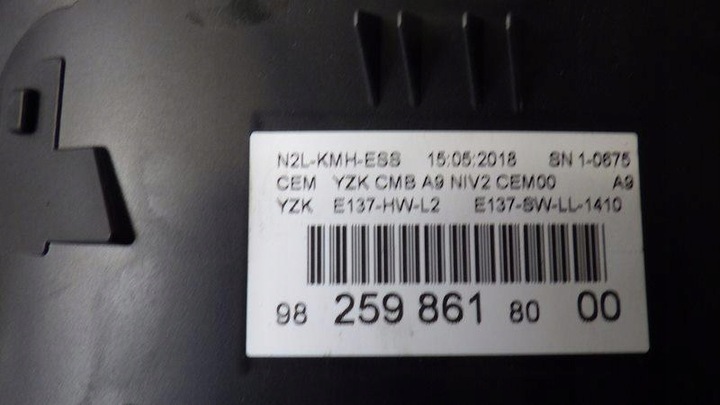 N2L-KMH-ESS 15:05:2018 SN 1-0675
CEM YZK CMB A9 NIV2 CEM00 A9
YZK E137-HW-L2 E137-SW-LL-1410
98 259 861 80 00